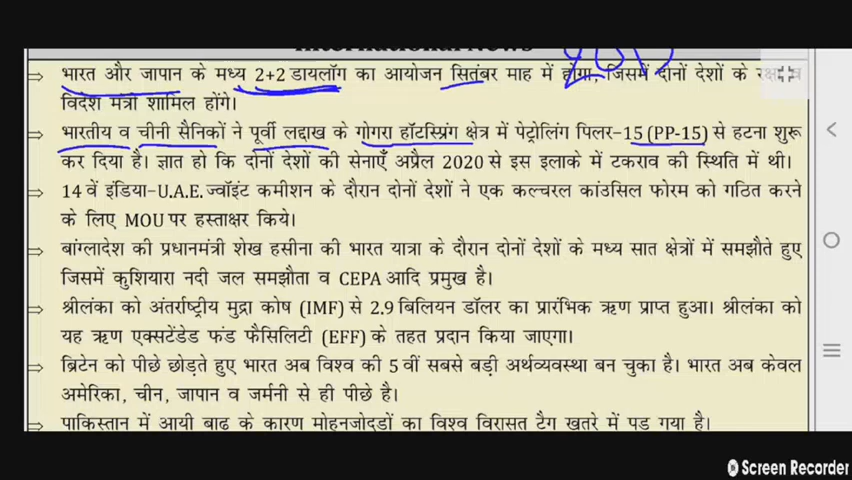 International News
⇒ भारत और जापान के मध्य 2+2 डायलॉग का आयोजन सितंबर माह में होगा, जिसमें दोनों देशों के रक्षा व
विदेश मंत्री शामिल होंगे।
⇒ भारतीय व चीनी सैनिकों ने पूर्वी लद्दाख के गोगरा हॉटस्प्रिंग क्षेत्र में पेट्रोलिंग पिलर-15 (PP-15) से हटना शुरू
कर दिया है। ज्ञात हो कि दोनों देशों की सेनाएँ अप्रैल 2020 से इस इलाके में टकराव की स्थिति में थी।
⇒ 14 वें इंडिया-U.A.E. ज्वॉइंट कमीशन के दौरान दोनों देशों ने एक कल्चरल कांउसिल फोरम को गठित करने
के लिए MOU पर हस्ताक्षर किये।
⇒ बांग्लादेश की प्रधानमंत्री शेख हसीना की भारत यात्रा के दौरान दोनों देशों के मध्य सात क्षेत्रों में समझौते हुए
जिसमें कुशियारा नदी जल समझौता व CEPA आदि प्रमुख है।
⇒ श्रीलंका को अंतर्राष्ट्रीय मुद्रा कोष (IMF) से 2.9 बिलियन डॉलर का प्रारंभिक ऋण प्राप्त हुआ। श्रीलंका को
यह ऋण एक्सटेंडेड फंड फैसिलिटी (EFF) के तहत प्रदान किया जाएगा।
⇒ ब्रिटेन को पीछे छोड़ते हुए भारत अब विश्व की 5 वीं सबसे बड़ी अर्थव्यवस्था बन चुका है। भारत अब केवल
अमेरिका, चीन, जापान व जर्मनी से ही पीछे है।
⇒ पाकिस्तान में आयी बाढ के कारण मोहनजोदडों का विश्व विरासत टैग खतरे में पड गया है।
Screen Recorder